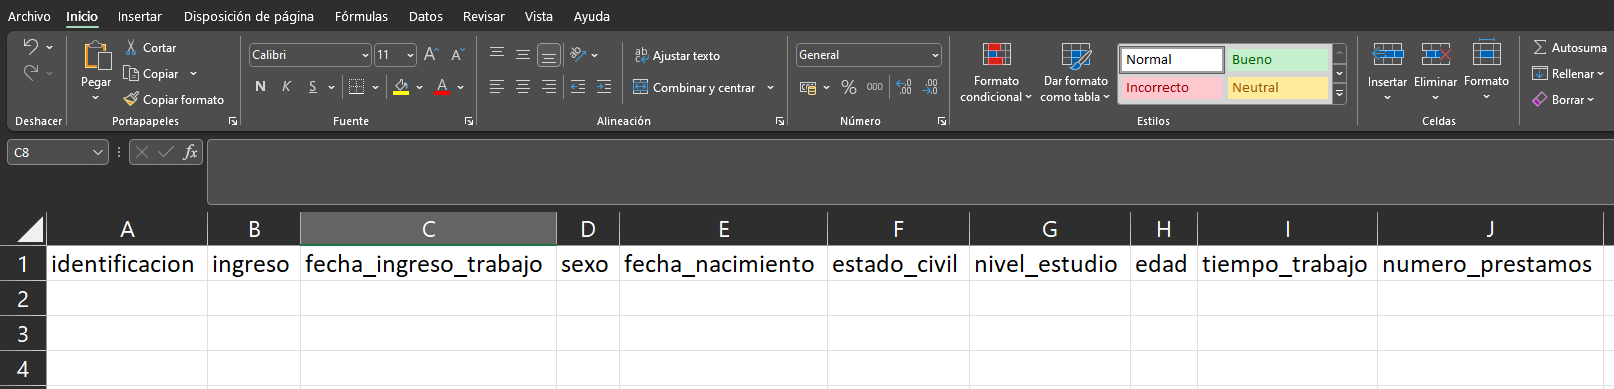 Archivo Inicio Insertar Disposición de página Fórmulas Datos Revisar Vista Ayuda
Cortar
Calibri 11 A A
ab Ajustar texto
General
Normal Bueno
Autosuma
Pegar
Copiar
Formato condicional
Dar formato como tabla
Insertar Eliminar Formato
Rellenar
Copiar formato
N K S A
Combinar y centrar
% 000 ,00 ,00
Incorrecto Neutral
Borrar
Deshacer Portapapeles Fuente Alineación Número Estilos Celdas
C8 fx
A B C D E F G H I J
1 identificacion ingreso fecha_ingreso_trabajo sexo fecha_nacimiento estado_civil nivel_estudio edad tiempo_trabajo numero_prestamos
2
3
4